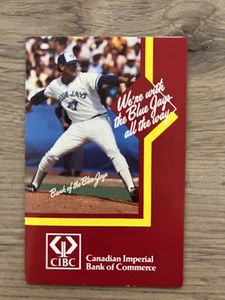 BLUE JAYS
We're with
the Blue Jays
all the way
Bank of the Blue Jays
CIBC
Canadian Imperial
Bank of Commerce